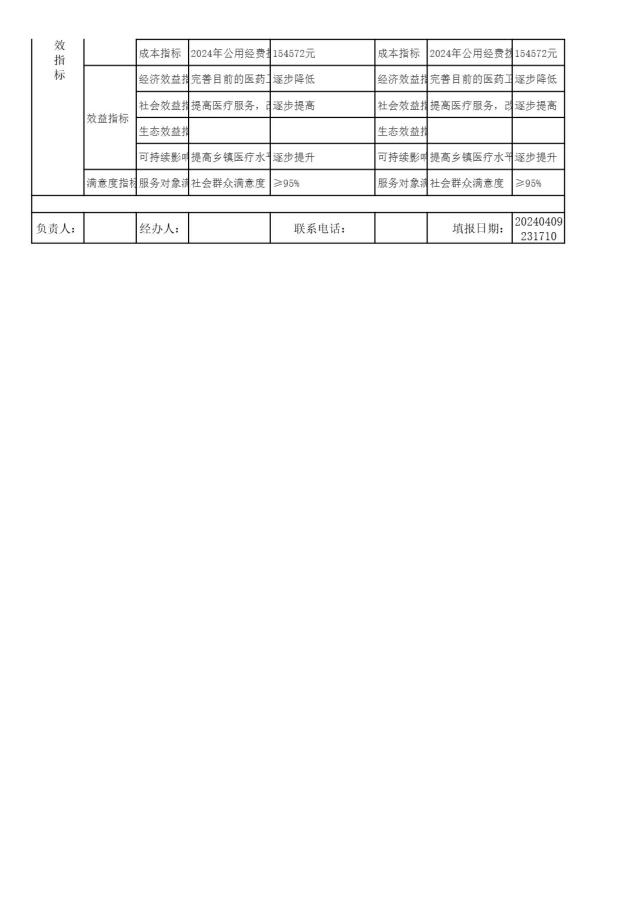 效
指
标
成本指标 2024年公用经费 154572元 成本指标 2024年公用经费 154572元
经济效益 完善目前的医药 逐步降低 经济效益 完善目前的医药 逐步降低
社会效益 提高医疗服务， 逐步提高 社会效益 提高医疗服务， 逐步提高
效益指标
生态效益 生态效益
可持续影 提高乡镇医疗水 逐步提升 可持续影 提高乡镇医疗水 逐步提升
满意度指标 服务对象 社会群众满意度 ≥95% 服务对象 社会群众满意度 ≥95%
负责人： 经办人： 联系电话： 填报日期： 20240409
231710